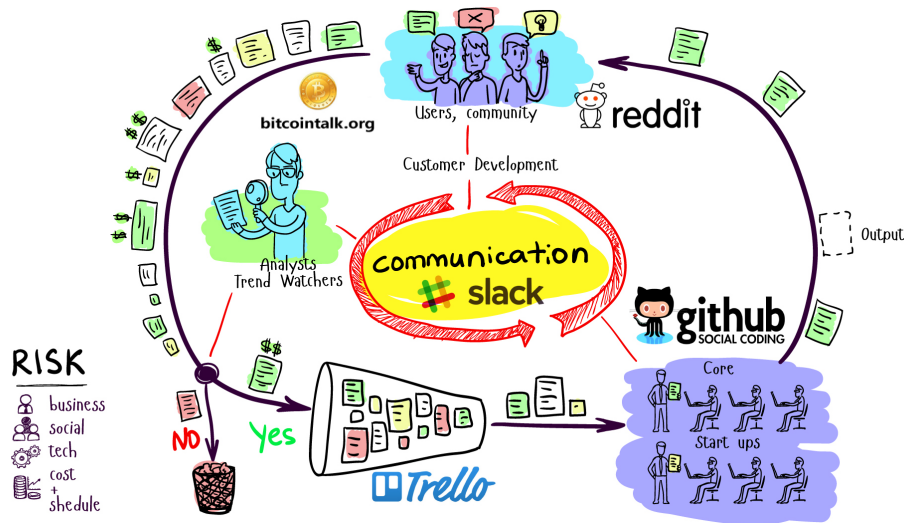 bitcointalk.org
Users, community
reddit
Customer Development
Analysts
Trend Watchers
communication
slack
Output
github
SOCIAL CODING
RISK
business
social
tech
cost
+
shedule
$
$$
$
$
$
$$
NO
Yes
Trello
Core
Start ups